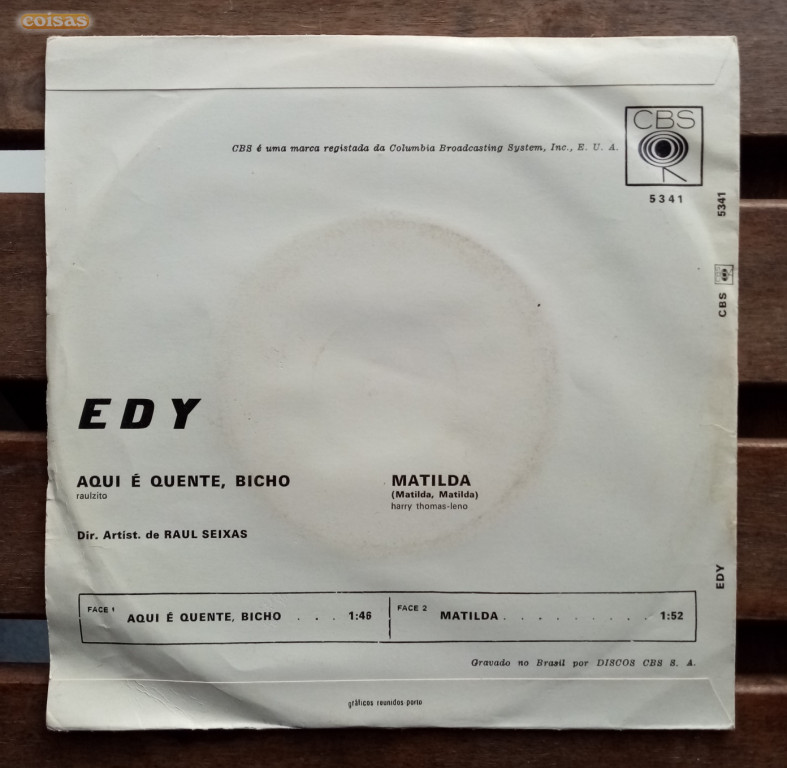 coisas
CBS é uma marca registada da Columbia Broadcasting System, Inc., E. U. A.
CBS
5341
5341
CBS
EDY
AQUI É QUENTE, BICHO
raulzito
MATILDA
(Matilda, Matilda)
harry thomas-leno
Dir. Artist. de RAUL SEIXAS
EDY
FACE 1 AQUI É QUENTE, BICHO . . . 1:46
FACE 2 MATILDA . . . . . . . . . 1:52
Gravado no Brasil por DISCOS CBS S. A.
gráficos reunidos porto